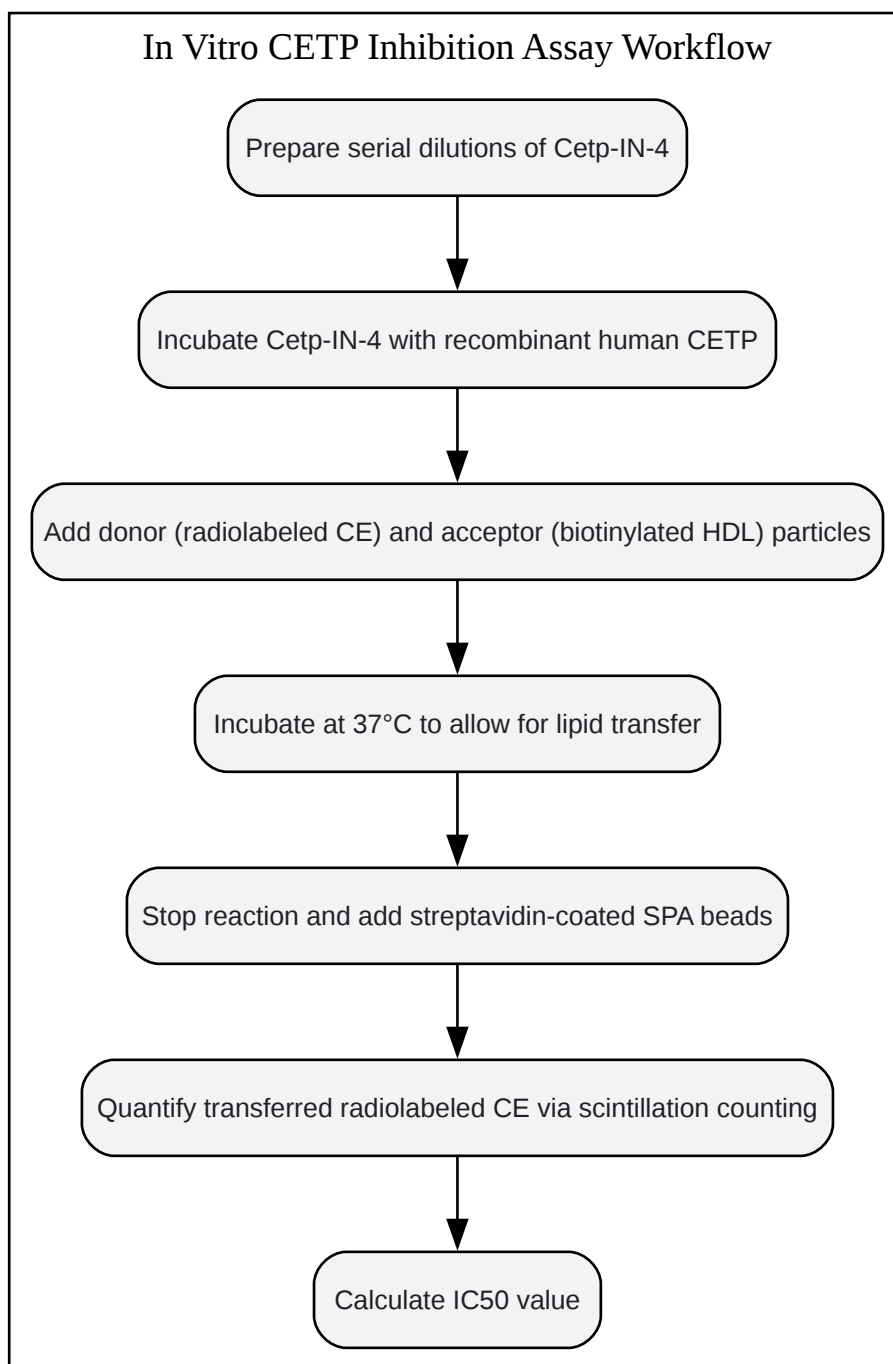 In Vitro CETP Inhibition Assay Workflow
Prepare serial dilutions of Cetp-IN-4
Incubate Cetp-IN-4 with recombinant human CETP
Add donor (radiolabeled CE) and acceptor (biotinylated HDL) particles
Incubate at 37°C to allow for lipid transfer
Stop reaction and add streptavidin-coated SPA beads
Quantify transferred radiolabeled CE via scintillation counting
Calculate IC50 value